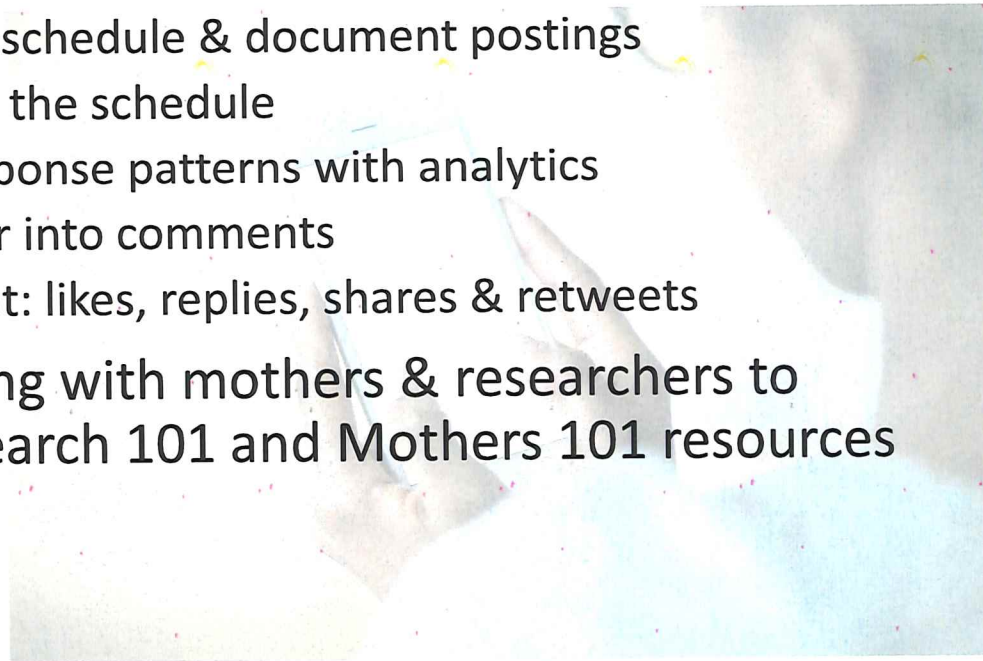 schedule & document postings
the schedule
ponse patterns with analytics
r into comments
t: likes, replies, shares & retweets
ng with mothers & researchers to
earch 101 and Mothers 101 resources